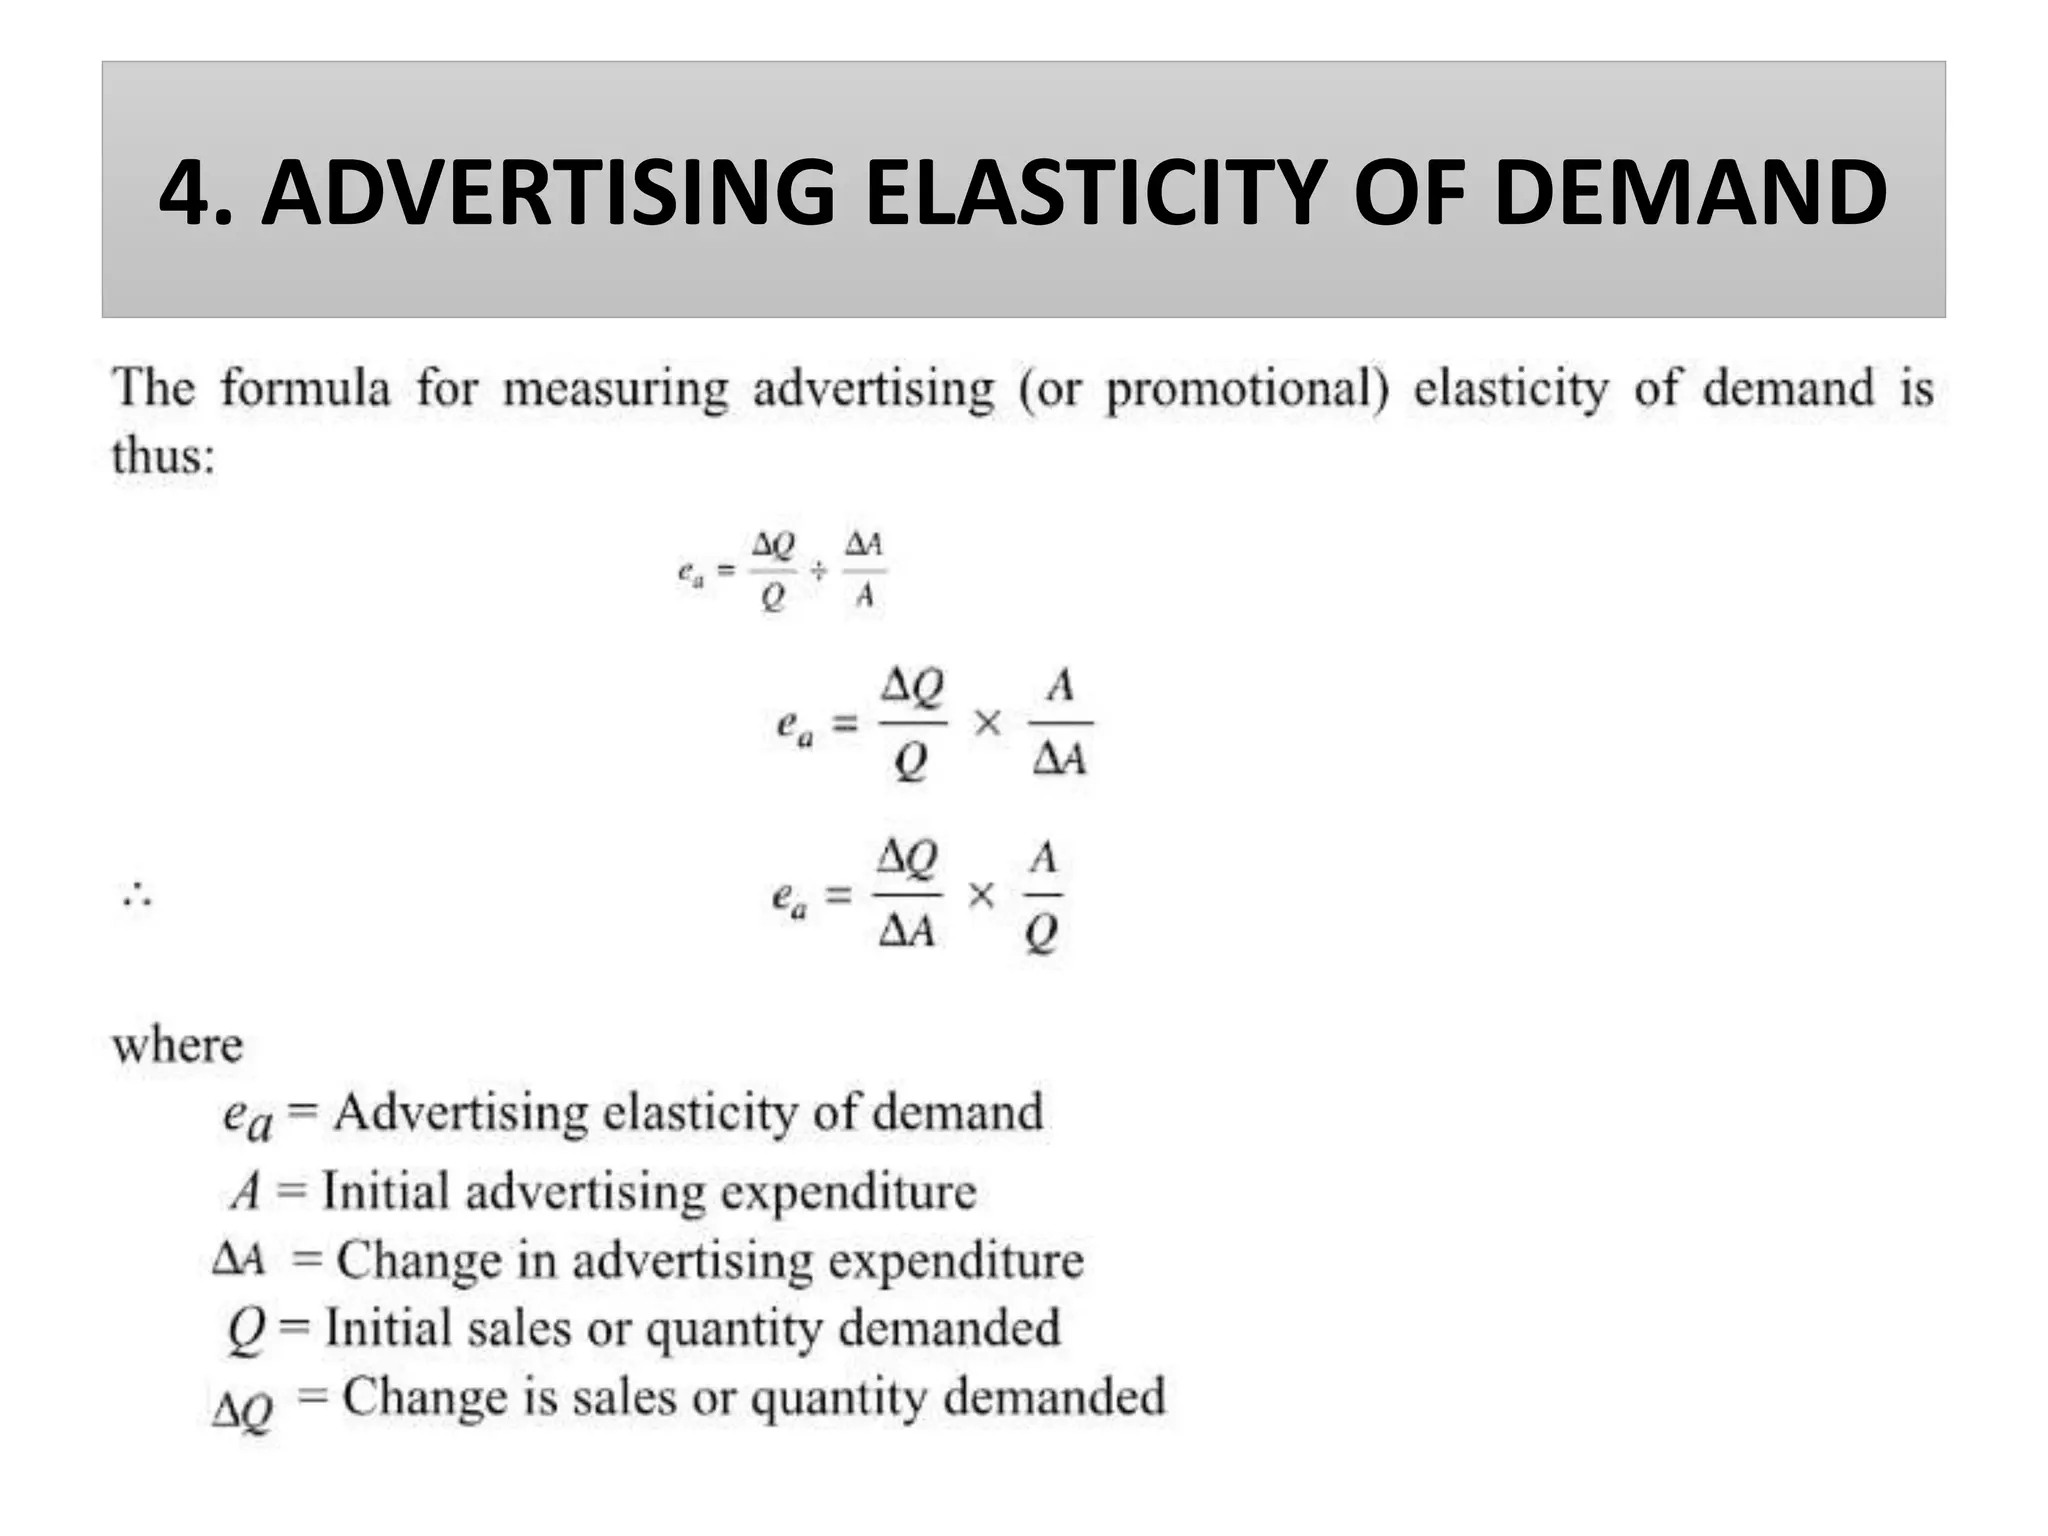 4. ADVERTISING ELASTICITY OF DEMAND
The formula for measuring advertising (or promotional) elasticity of demand is
thus:
eₐ = ΔQ/Q ÷ ΔA/A
eₐ = ΔQ/Q × A/ΔA
∴ eₐ = ΔQ/ΔA × A/Q
where
eₐ = Advertising elasticity of demand
A = Initial advertising expenditure
ΔA = Change in advertising expenditure
Q = Initial sales or quantity demanded
ΔQ = Change is sales or quantity demanded